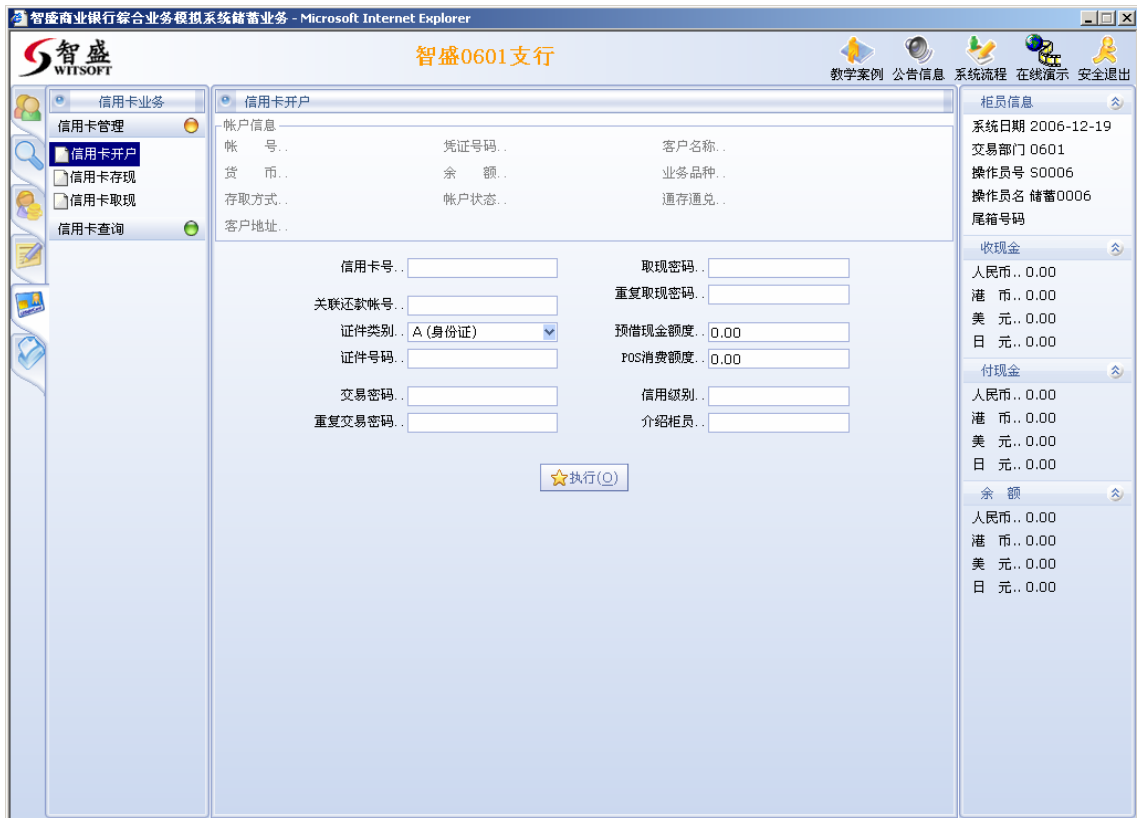 智盛商业银行综合业务模拟系统储蓄业务 - Microsoft Internet Explorer
智盛
WITSOFT
智盛0601支行
教学案例 公告信息 系统流程 在线演示 安全退出
信用卡业务
信用卡管理
信用卡开户
信用卡存现
信用卡取现
信用卡查询
信用卡开户
帐户信息
帐 号.. 凭证号码.. 客户名称..
货 币.. 余 额.. 业务品种..
存取方式.. 帐户状态.. 通存通兑..
客户地址..
信用卡号.. 取现密码..
重复取现密码..
关联还款帐号..
证件类别.. A (身份证) 预借现金额度.. 0.00
证件号码.. POS消费额度.. 0.00
交易密码.. 信用级别..
重复交易密码.. 介绍柜员..
执行(O)
柜员信息
系统日期 2006-12-19
交易部门 0601
操作员号 S0006
操作员名 储蓄0006
尾箱号码
收现金
人民币.. 0.00
港 币.. 0.00
美 元.. 0.00
日 元.. 0.00
付现金
人民币.. 0.00
港 币.. 0.00
美 元.. 0.00
日 元.. 0.00
余 额
人民币.. 0.00
港 币.. 0.00
美 元.. 0.00
日 元.. 0.00